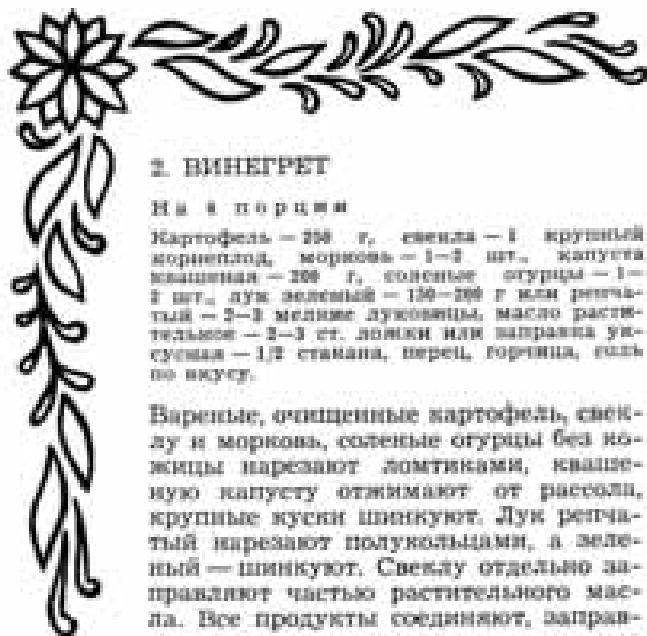 2. ВИНЕГРЕТ
На 4 порции
Картофель — 250 г, свекла — 1 крупный
корнеплод, морковь — 1—2 шт., капуста
квашеная — 200 г, соленые огурцы — 1—
2 шт., лук зеленый — 150—200 г или репча-
тый — 2—3 мелкие луковицы, масло расти-
тельное — 2—3 ст. ложки или заправка ук-
сусная — 1/2 стакана, перец, горчица, соль
по вкусу.
Вареные, очищенные картофель, свек-
лу и морковь, соленые огурцы без ко-
жицы нарезают ломтиками, кваше-
ную капусту отжимают от рассола,
крупные куски шинкуют. Лук репча-
тый нарезают полукольцами, а зеле-
ный — шинкуют. Свеклу отдельно за-
правляют частью растительного мас-
ла. Все продукты соединяют, заправ-